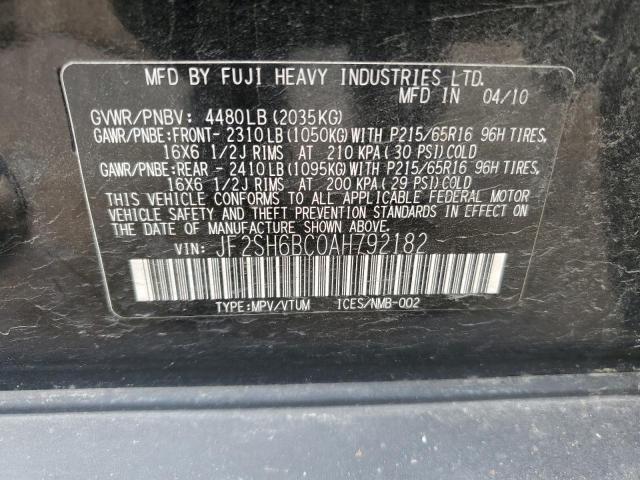 MFD BY FUJI HEAVY INDUSTRIES LTD.
MFD IN 04/10
GVWR/PNBV: 4480LB(2035KG)
GAWR/PNBE:FRONT- 2310LB(1050KG)WITH P215/65R16 96H TIRES,
16X6 1/2J RIMS AT 210 KPA(30 PSI)COLD
GAWR/PNBE:REAR - 2410LB(1095KG)WITH P215/65R16 96H TIRES,
16X6 1/2J RIMS AT 200 KPA(29 PSI)COLD
THIS VEHICLE CONFORMS TO ALL APPLICABLE FEDERAL MOTOR
VEHICLE SAFETY AND THEFT PREVENTION STANDARDS IN EFFECT ON
THE DATE OF MANUFACTURE SHOWN ABOVE.
VIN: JF2SH6BC0AH792182
TYPE:MPV/VTUM ICES/NMB-002